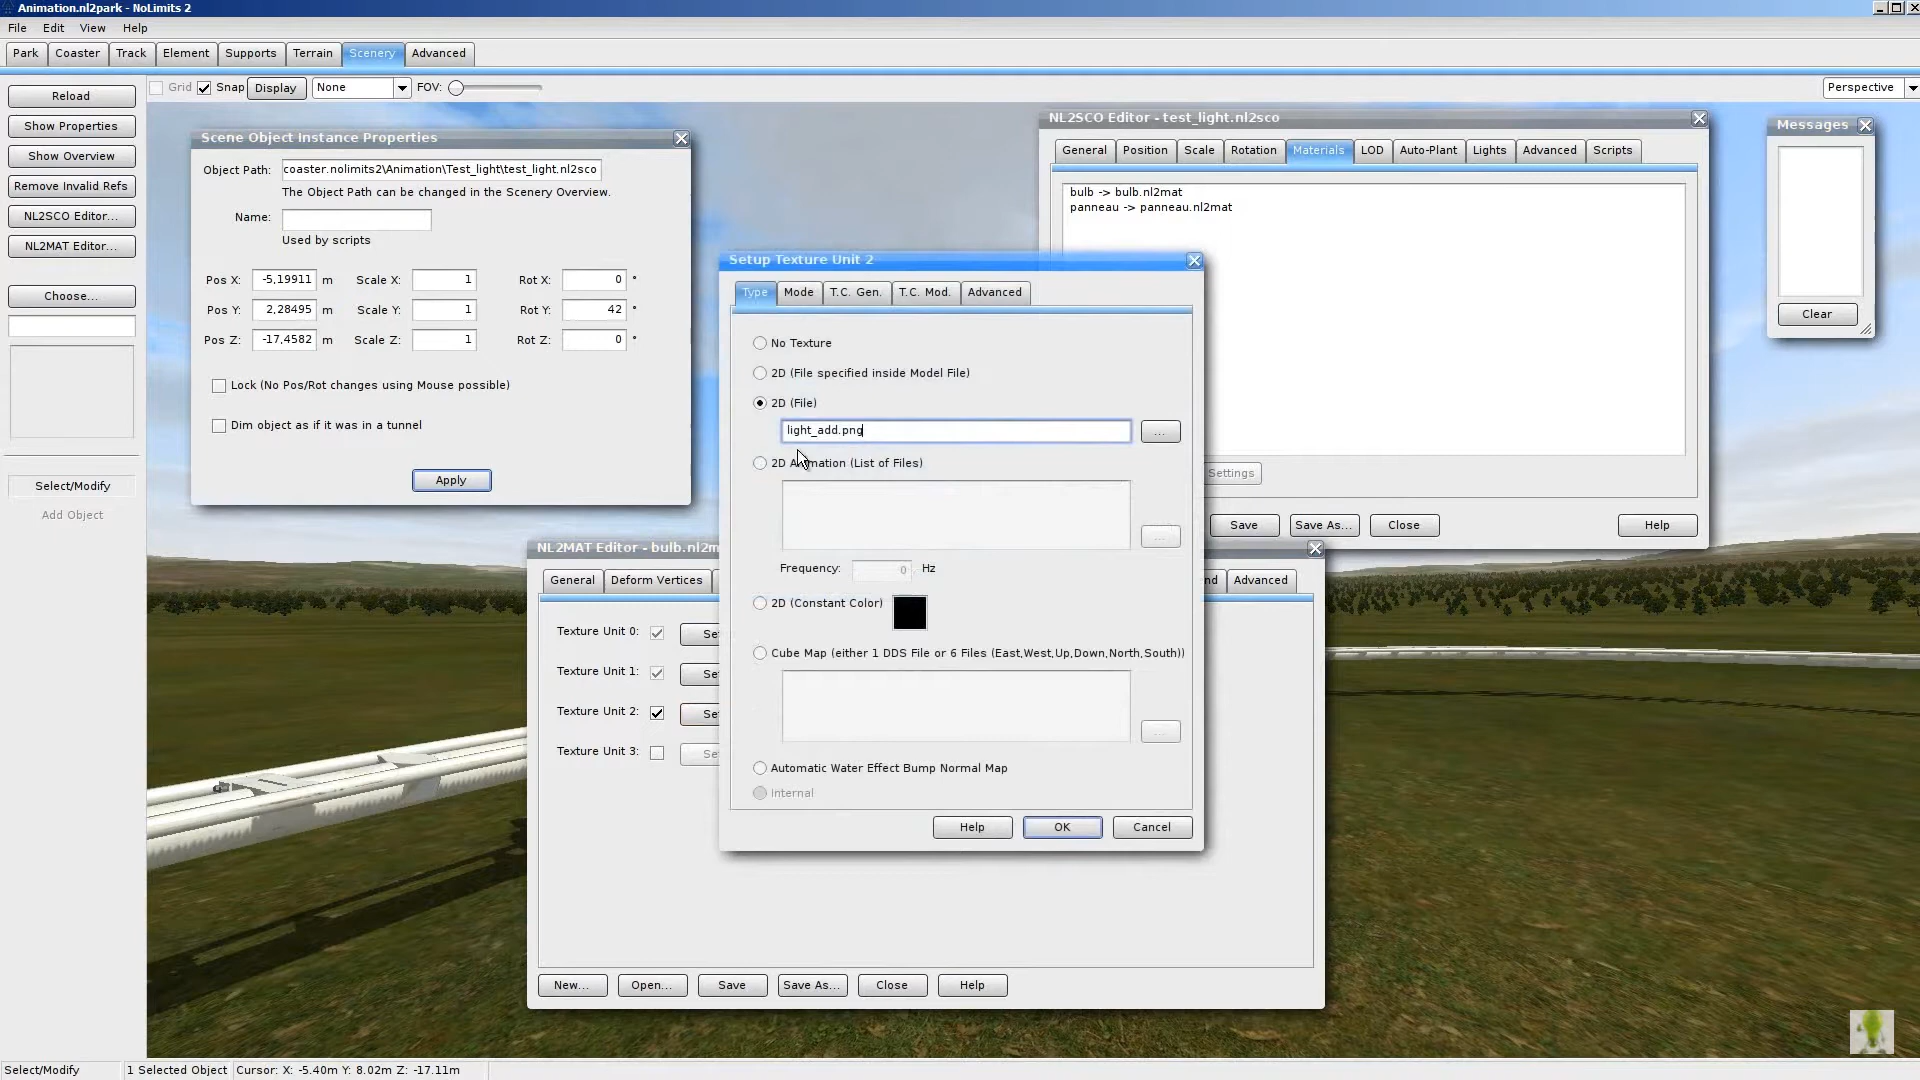 Animation.nl2park - NoLimits 2
File Edit View Help
Park Coaster Track Element Supports Terrain Scenery Advanced
Reload
Show Properties
Show Overview
Remove Invalid Refs
NL2SCO Editor...
NL2MAT Editor...
Choose...
Select/Modify
Add Object
Grid Snap Display None FOV: Perspective
Scene Object Instance Properties
Object Path: coaster.nolimits2\Animation\Test_light\test_light.nl2sco
The Object Path can be changed in the Scenery Overview.
Name:
Used by scripts
Pos X: -5,19911 m Scale X: 1 Rot X: 0 °
Pos Y: 2,28495 m Scale Y: 1 Rot Y: 42 °
Pos Z: -17,4582 m Scale Z: 1 Rot Z: 0 °
Lock (No Pos/Rot changes using Mouse possible)
Dim object as if it was in a tunnel
Apply
NL2SCO Editor - test_light.nl2sco
General Position Scale Rotation Materials LOD Auto-Plant Lights Advanced Scripts
bulb -> bulb.nl2mat
panneau -> panneau.nl2mat
Settings
Save Save As... Close Help
Messages
Clear
Setup Texture Unit 2
Type Mode T.C. Gen. T.C. Mod. Advanced
No Texture
2D (File specified inside Model File)
2D (File)
light_add.png ...
2D Animation (List of Files)
...
Frequency: 0 Hz
2D (Constant Color)
Cube Map (either 1 DDS File or 6 Files (East,West,Up,Down,North,South))
...
Automatic Water Effect Bump Normal Map
Internal
Help OK Cancel
NL2MAT Editor - bulb.nl2m
General Deform Vertices nd Advanced
Texture Unit 0: Set
Texture Unit 1: Set
Texture Unit 2: Set
Texture Unit 3: Set
New... Open... Save Save As... Close Help
Select/Modify 1 Selected Object Cursor: X: -5.40m Y: 8.02m Z: -17.11m